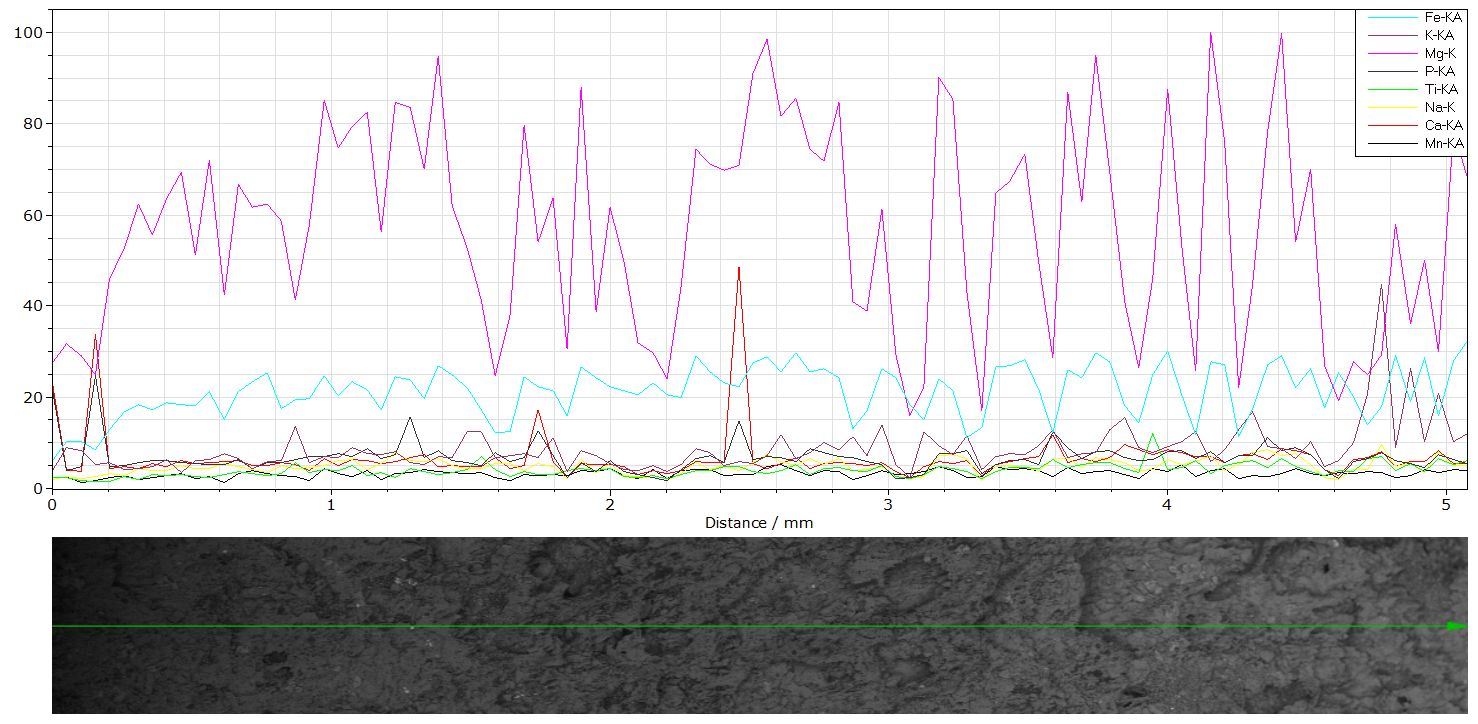 100
80
60
40
20
0
0 1 2 3 4 5
Distance / mm
Fe-KA
K-KA
Mg-K
P-KA
Ti-KA
Na-K
Ca-KA
Mn-KA